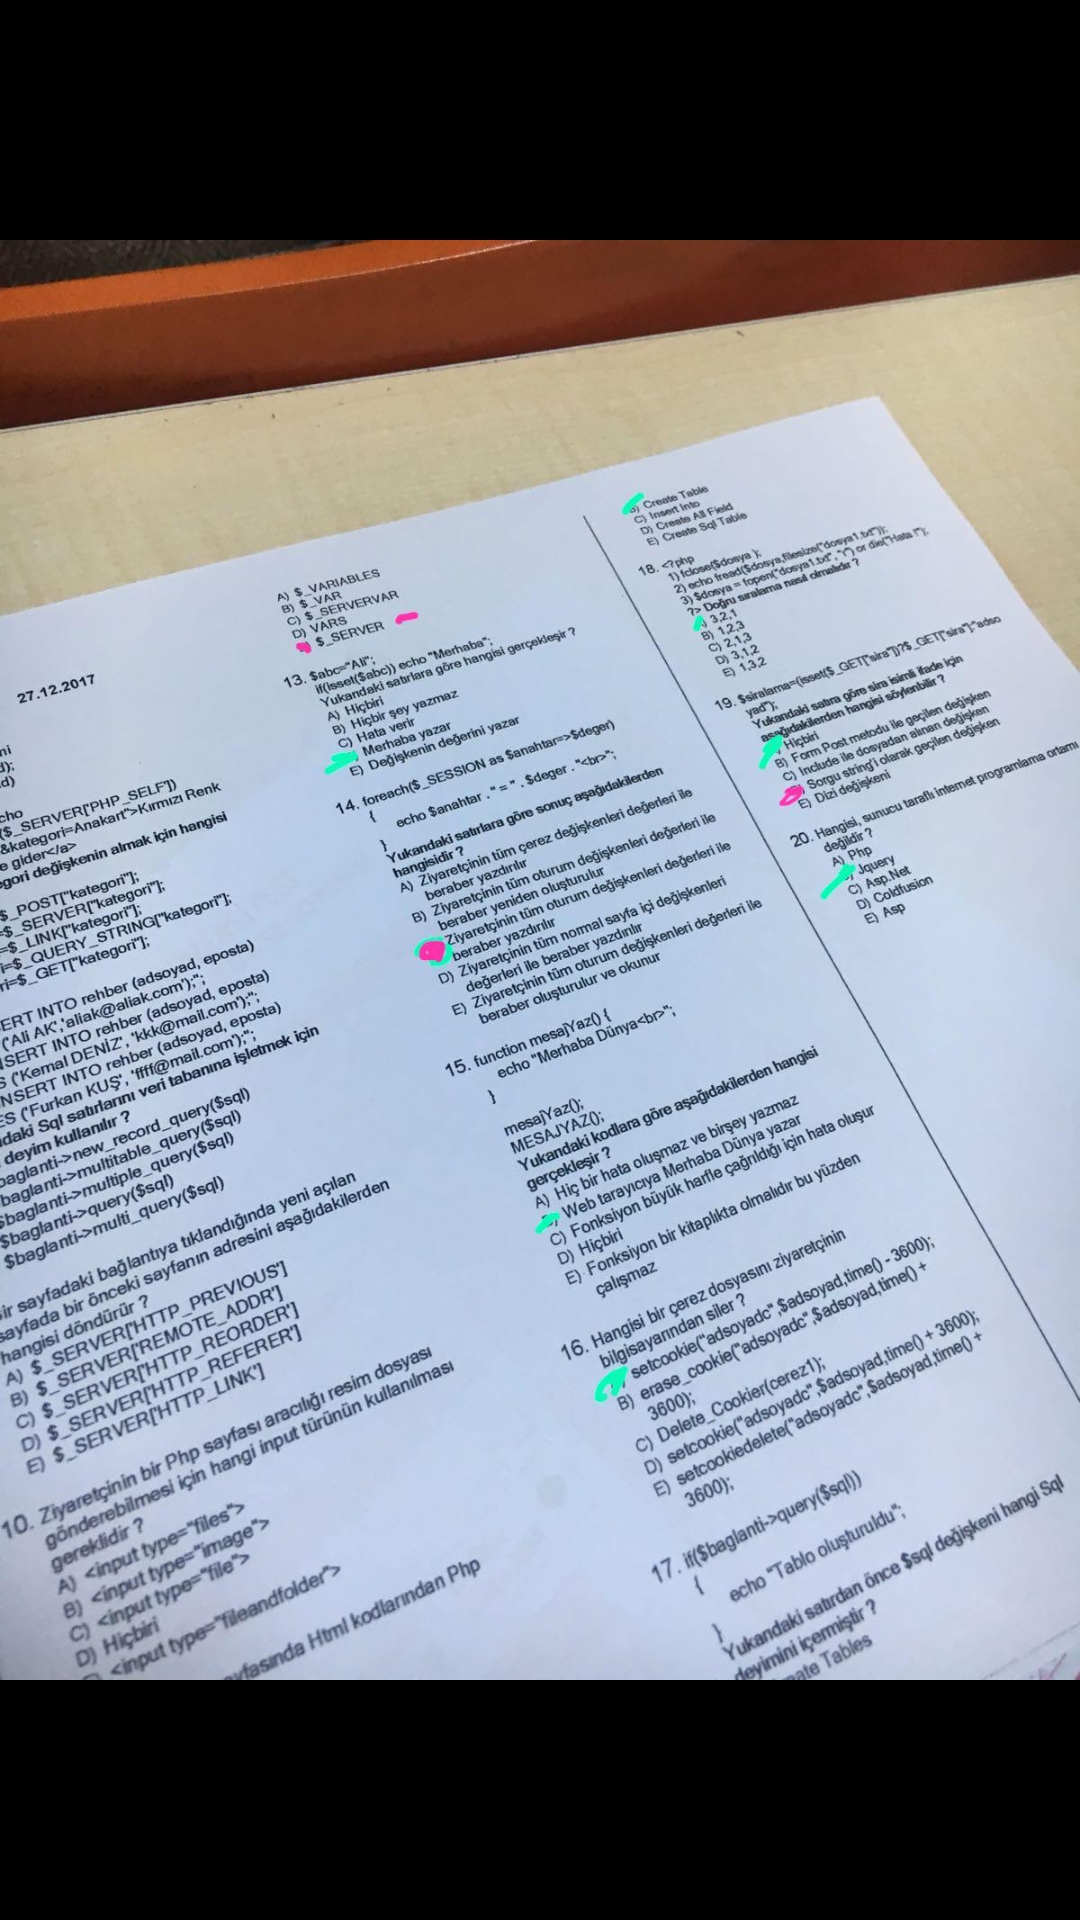 27.12.2017
ni
d);
d)
cho
($_SERVER['PHP_SELF'])
&kategori=Anakart">Kırmızı Renk
e gider</a>
egori değişkenin almak için hangisi
$_POST["kategori"];
=$_SERVER["kategori"];
=$_LINK["kategori"];
i=$_QUERY_STRING["kategori"];
ri=$_GET["kategori"];
ERT INTO rehber (adsoyad, eposta)
('Ali AK','aliak@aliak.com');";
NSERT INTO rehber (adsoyad, eposta)
S ('Kemal DENİZ', 'kkk@mail.com');";
NSERT INTO rehber (adsoyad, eposta)
ES ('Furkan KUŞ', 'ffff@mail.com');";
daki Sql satırlarını veri tabanına işletmek için
deyim kullanılır ?
baglanti->new_record_query($sql)
baglanti->multitable_query($sql)
$baglanti->multiple_query($sql)
$baglanti->query($sql)
$baglanti->multi_query($sql)
ir sayfadaki bağlantıya tıklandığında yeni açılan
sayfada bir önceki sayfanın adresini aşağıdakilerden
hangisi döndürür ?
A) $_SERVER['HTTP_PREVIOUS']
B) $_SERVER['REMOTE_ADDR']
C) $_SERVER['HTTP_REORDER']
D) $_SERVER['HTTP_REFERER']
E) $_SERVER['HTTP_LINK']
10. Ziyaretçinin bir Php sayfası aracılığı resim dosyası
gönderebilmesi için hangi input türünün kullanılması
gereklidir ?
A) <input type="files">
B) <input type="image">
C) <input type="file">
D) Hiçbiri
<input type="fileandfolder">
yfasında Html kodlarından Php
A) $_VARIABLES
B) $_VAR
C) $_SERVERVAR
D) VARS
$_SERVER
13. $abc="Ali";
if(isset($abc)) echo "Merhaba";
Yukarıdaki satırlara göre hangisi gerçekleşir ?
A) Hiçbiri
B) Hiçbir şey yazmaz
C) Hata verir
Merhaba yazar
E) Değişkenin değerini yazar
14. foreach($_SESSION as $anahtar=>$deger)
{
echo $anahtar ." = " . $deger ."<br>";
}
Yukarıdaki satırlara göre sonuç aşağıdakilerden
hangisidir ?
A) Ziyaretçinin tüm çerez değişkenleri değerleri ile
beraber yazdırılır
B) Ziyaretçinin tüm oturum değişkenleri değerleri ile
beraber yeniden oluşturulur
Ziyaretçinin tüm oturum değişkenleri değerleri ile
beraber yazdırılır
D) Ziyaretçinin tüm normal sayfa içi değişkenleri
değerleri ile beraber yazdırılır
E) Ziyaretçinin tüm oturum değişkenleri değerleri ile
beraber oluşturulur ve okunur
15. function mesajYaz() {
echo "Merhaba Dünya<br>";
}
mesajYaz();
MESAJYAZ();
Yukarıdaki kodlara göre aşağıdakilerden hangisi
gerçekleşir ?
A) Hiç bir hata oluşmaz ve birşey yazmaz
Web tarayıcıya Merhaba Dünya yazar
C) Fonksiyon büyük harfle çağrıldığı için hata oluşur
D) Hiçbiri
E) Fonksiyon bir kitaplıkta olmalıdır bu yüzden
çalışmaz
16. Hangisi bir çerez dosyasını ziyaretçinin
bilgisayarından siler ?
setcookie("adsoyadc",$adsoyad,time() - 3600);
B) erase_cookie("adsoyadc",$adsoyad,time() +
3600);
C) Delete_Cookier(cerez1);
D) setcookie("adsoyadc",$adsoyad,time() + 3600);
E) setcookiedelete("adsoyadc",$adsoyad,time() +
3600);
17. if($baglanti->query($sql))
{
echo "Tablo oluşturuldu";
}
Yukarıdaki satırdan önce $sql değişkeni hangi Sql
deyimini içermiştir ?
eate Tables
B) Create Table
C) Insert Into
D) Create All Field
E) Create Sql Table
18. <?php
1) fclose($dosya );
2) echo fread($dosya,filesize("dosya1.txt"));
3) $dosya = fopen("dosya1.txt", "r") or die("Hata !");
?> Doğru sıralama nasıl olmalıdır ?
3,2,1
B) 1,2,3
C) 2,1,3
D) 3,1,2
E) 1,3,2
19. $siralama=(isset($_GET["sira"])?$_GET["sira"]:"adso
yad");
Yukarıdaki satıra göre sira isimli ifade için
aşağıdakilerden hangisi söylenbilir ?
Hiçbiri
B) Form Post metodu ile geçilen değişken
C) Include ile dosyadan alınan değişken
Sorgu string'i olarak geçilen değişken
E) Dizi değişkeni
20. Hangisi, sunucu taraflı internet programlama ortamı
değildir ?
A) Php
Jquery
C) Asp.Net
D) Coldfusion
E) Asp